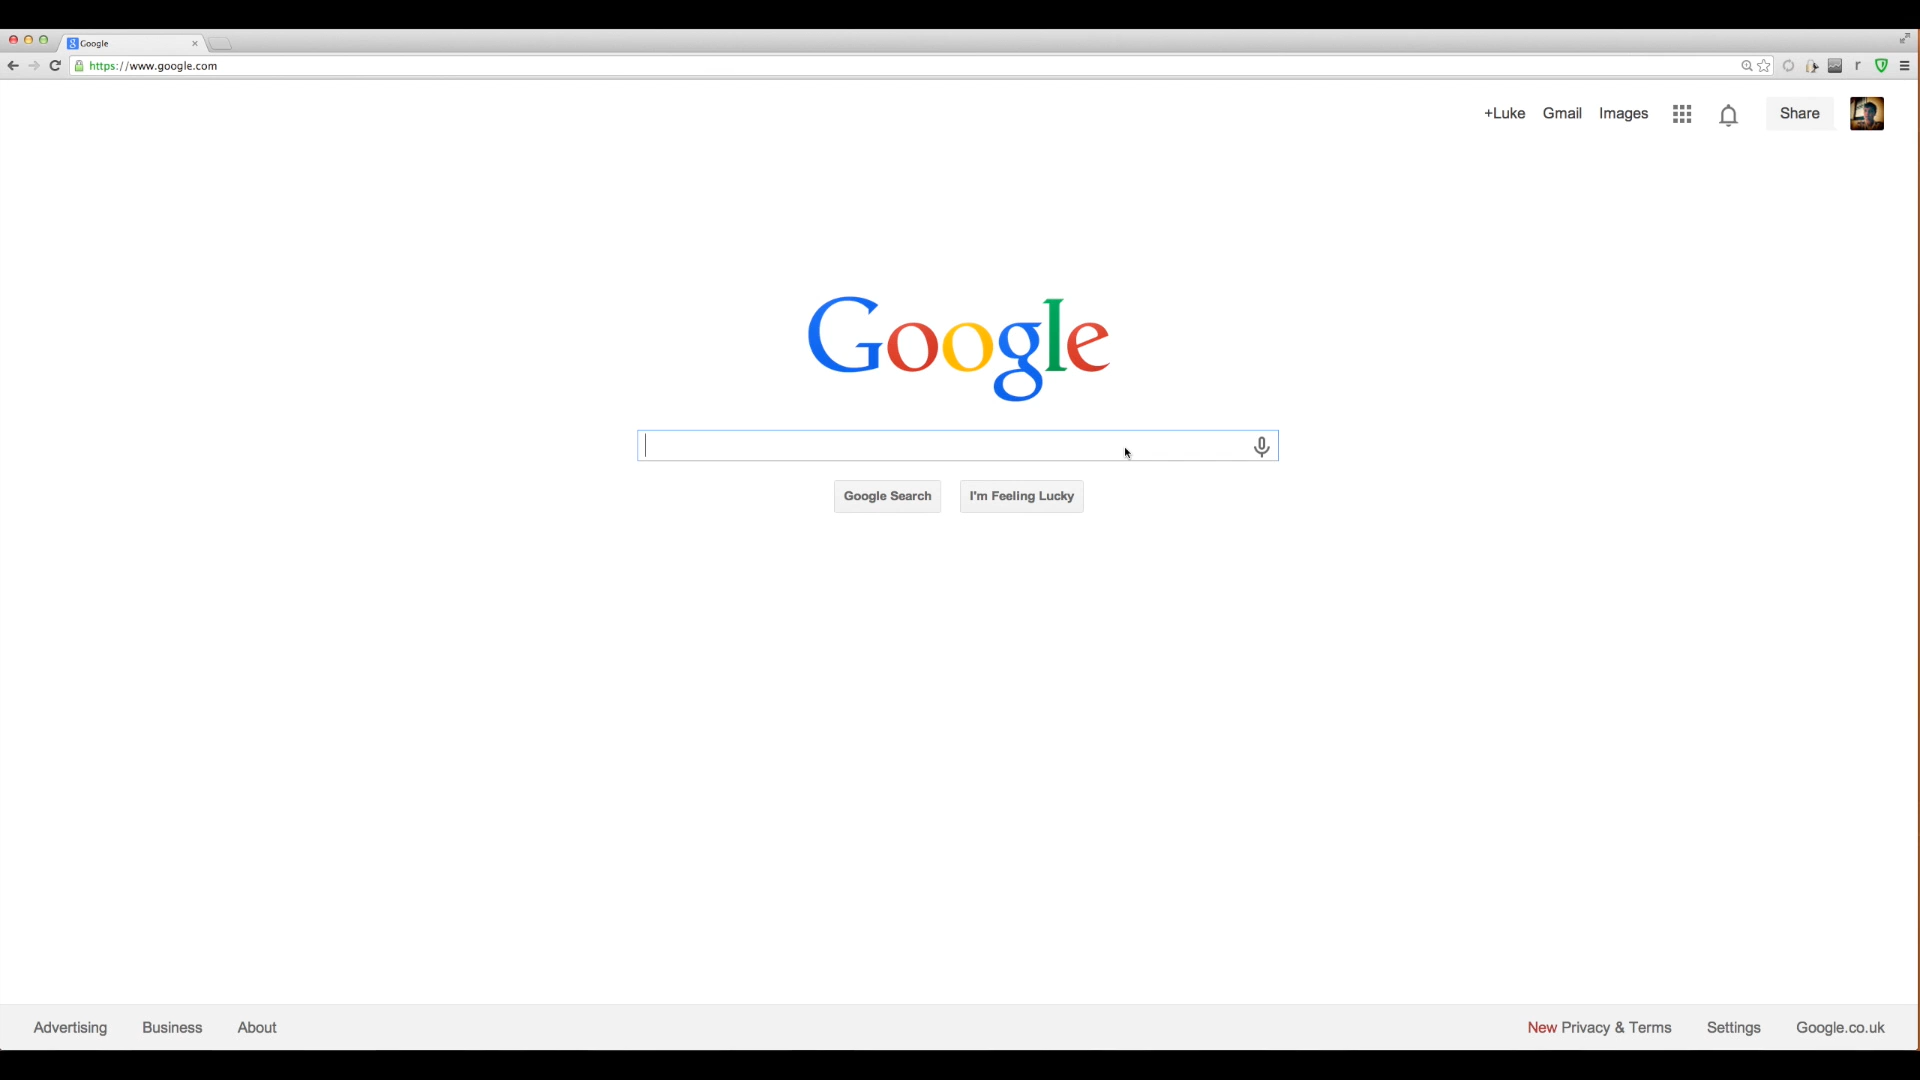 Google
https://www.google.com
r
+Luke Gmail Images Share
Google
Google Search I'm Feeling Lucky
Advertising Business About New Privacy & Terms Settings Google.co.uk